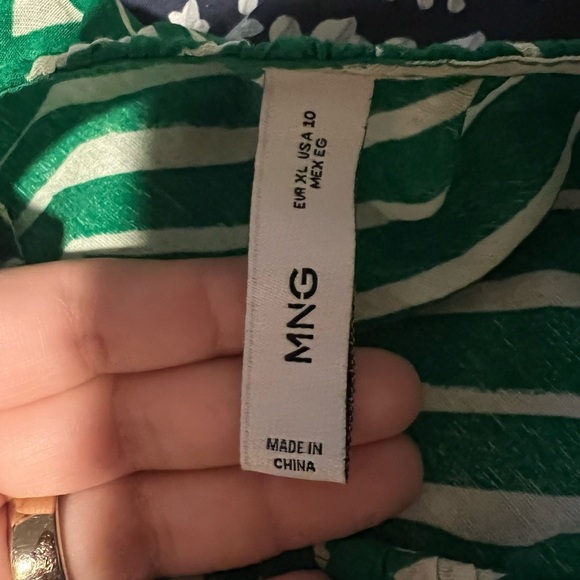 EUR XL USA 10
MEX EG
MNG
MADE IN
CHINA